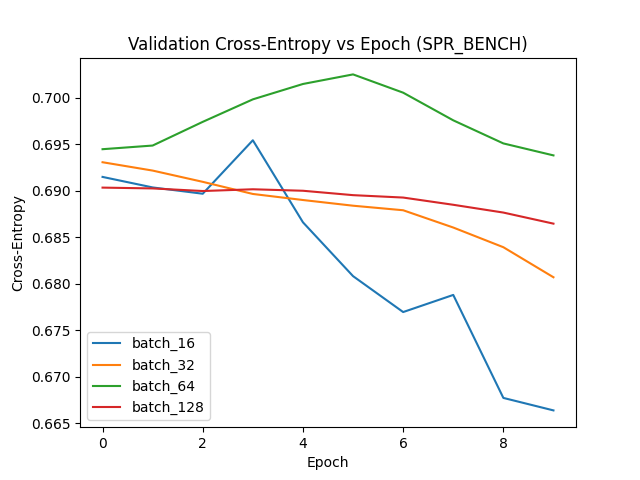 Validation Cross-Entropy vs Epoch (SPR_BENCH)
Cross-Entropy
0.700
0.695
0.690
0.685
0.680
0.675
0.670
0.665
batch_16
batch_32
batch_64
batch_128
0 2 4 6 8
Epoch